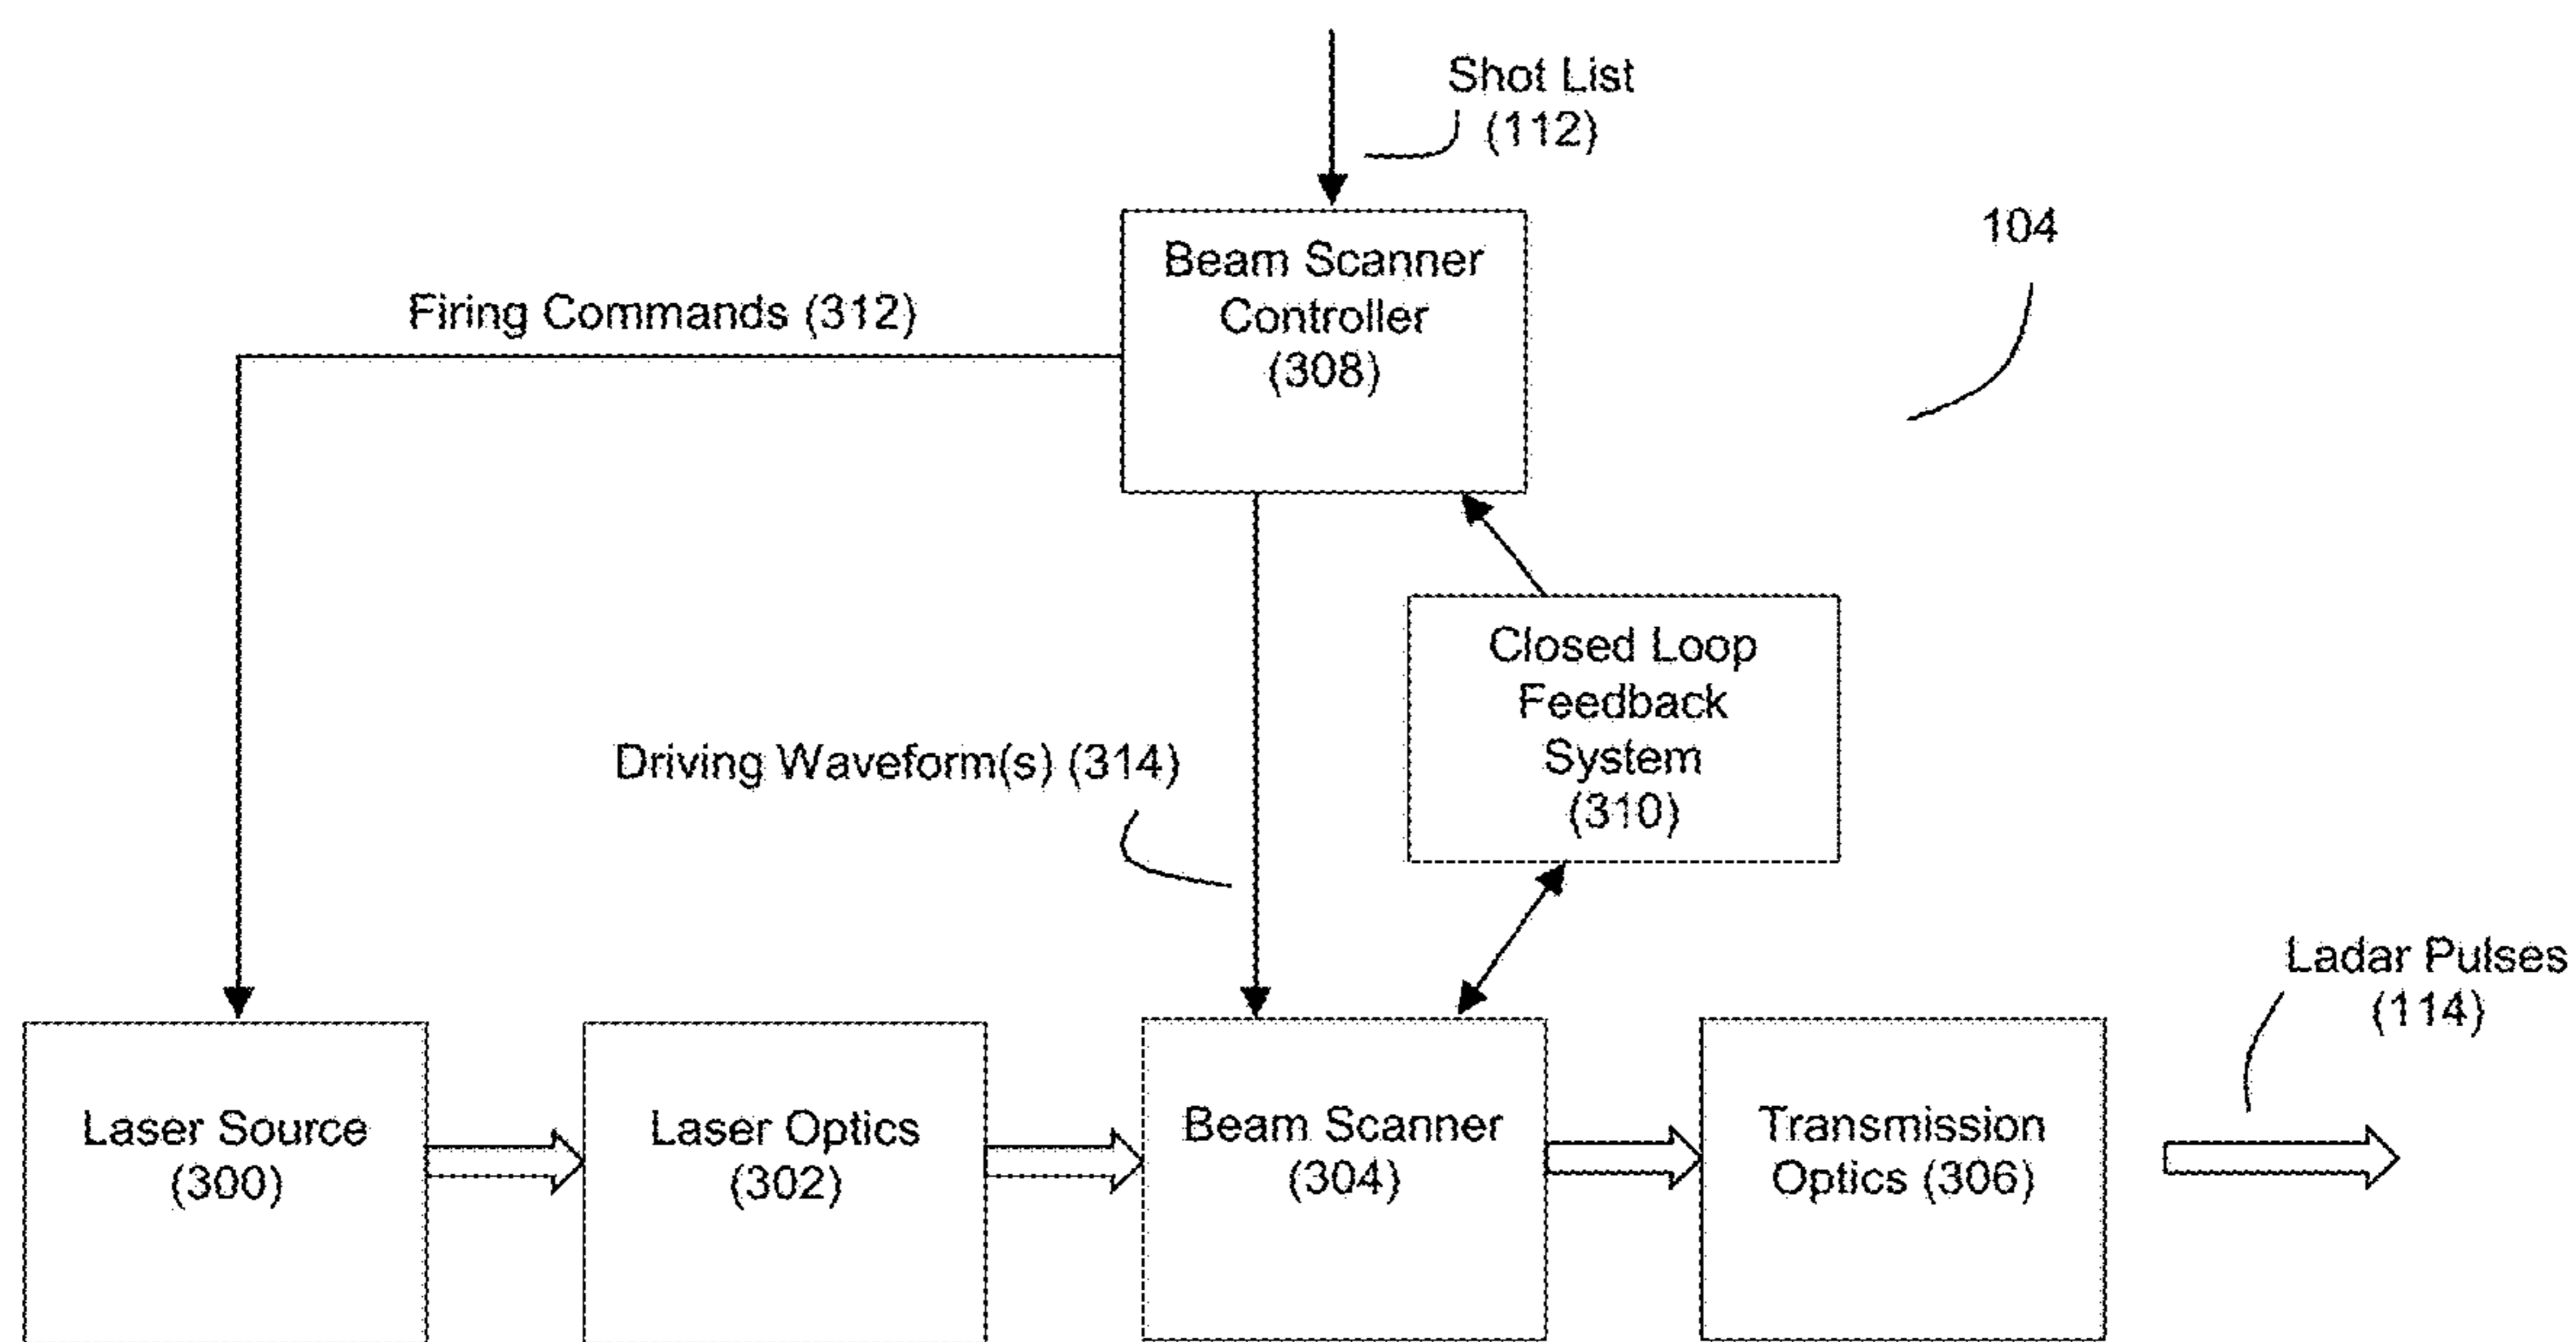 Shot List
(112)
104
Beam Scanner
Controller
(308)
Firing Commands (312)
Closed Loop
Feedback
System
(310)
Driving Waveform(s) (314)
Ladar Pulses
(114)
Laser Source
(300)
Laser Optics
(302)
Beam Scanner
(304)
Transmission
Optics (306)